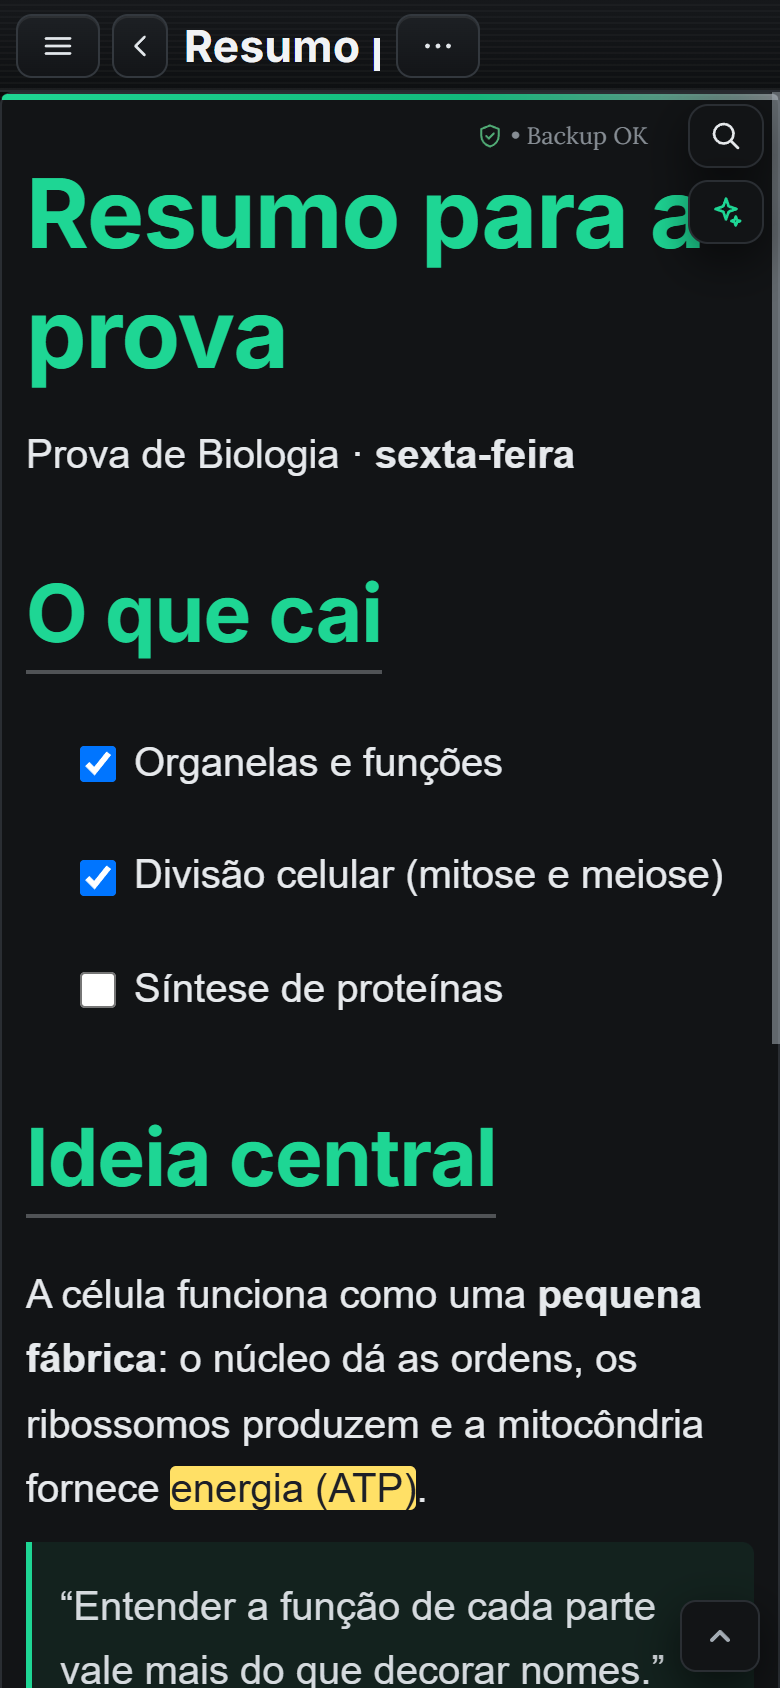 Resumo p
• Backup OK
Resumo para a
prova
Prova de Biologia · sexta-feira
O que cai
Organelas e funções
Divisão celular (mitose e meiose)
Síntese de proteínas
Ideia central
A célula funciona como uma pequena
fábrica: o núcleo dá as ordens, os
ribossomos produzem e a mitocôndria
fornece energia (ATP).
“Entender a função de cada parte
vale mais do que decorar nomes.”